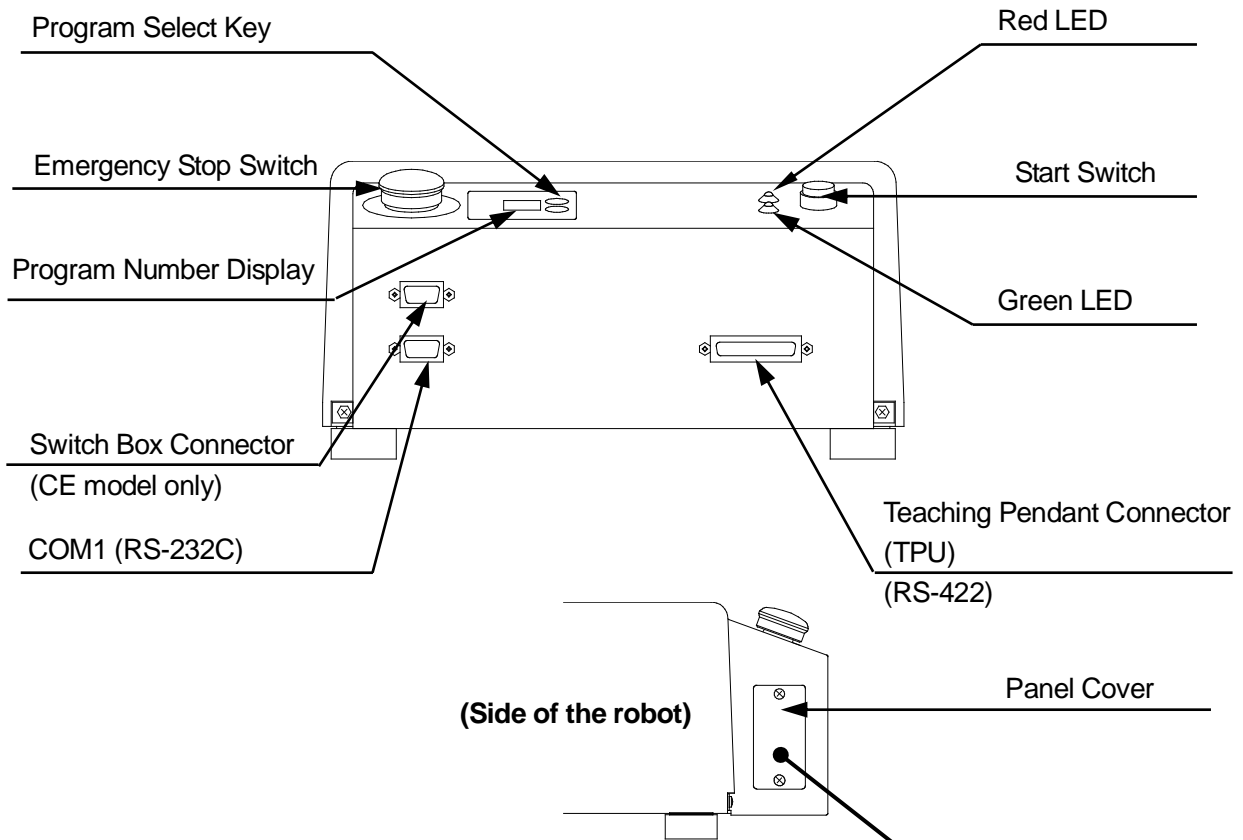 Program Select Key
Red LED
Emergency Stop Switch
Start Switch
Program Number Display
Green LED
Switch Box Connector
(CE model only)
COM1 (RS-232C)
Teaching Pendant Connector
(TPU)
(RS-422)
Panel Cover
(Side of the robot)